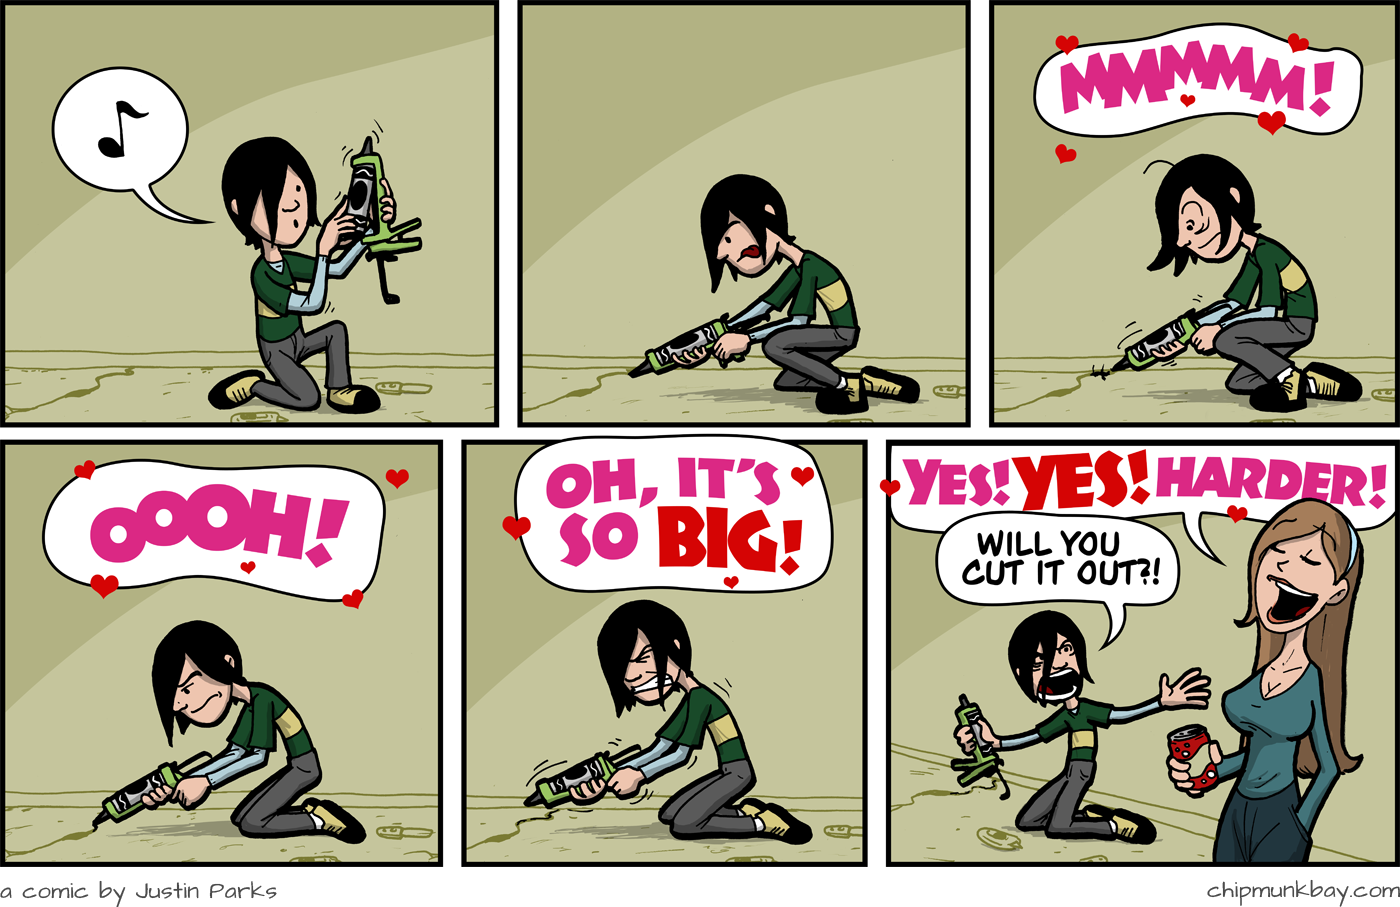 MMMMM!
OOOH!
OH, IT'S
SO BIG!
YES! YES! HARDER!
WILL YOU
CUT IT OUT?!
a comic by Justin Parks
chipmunkbay.com